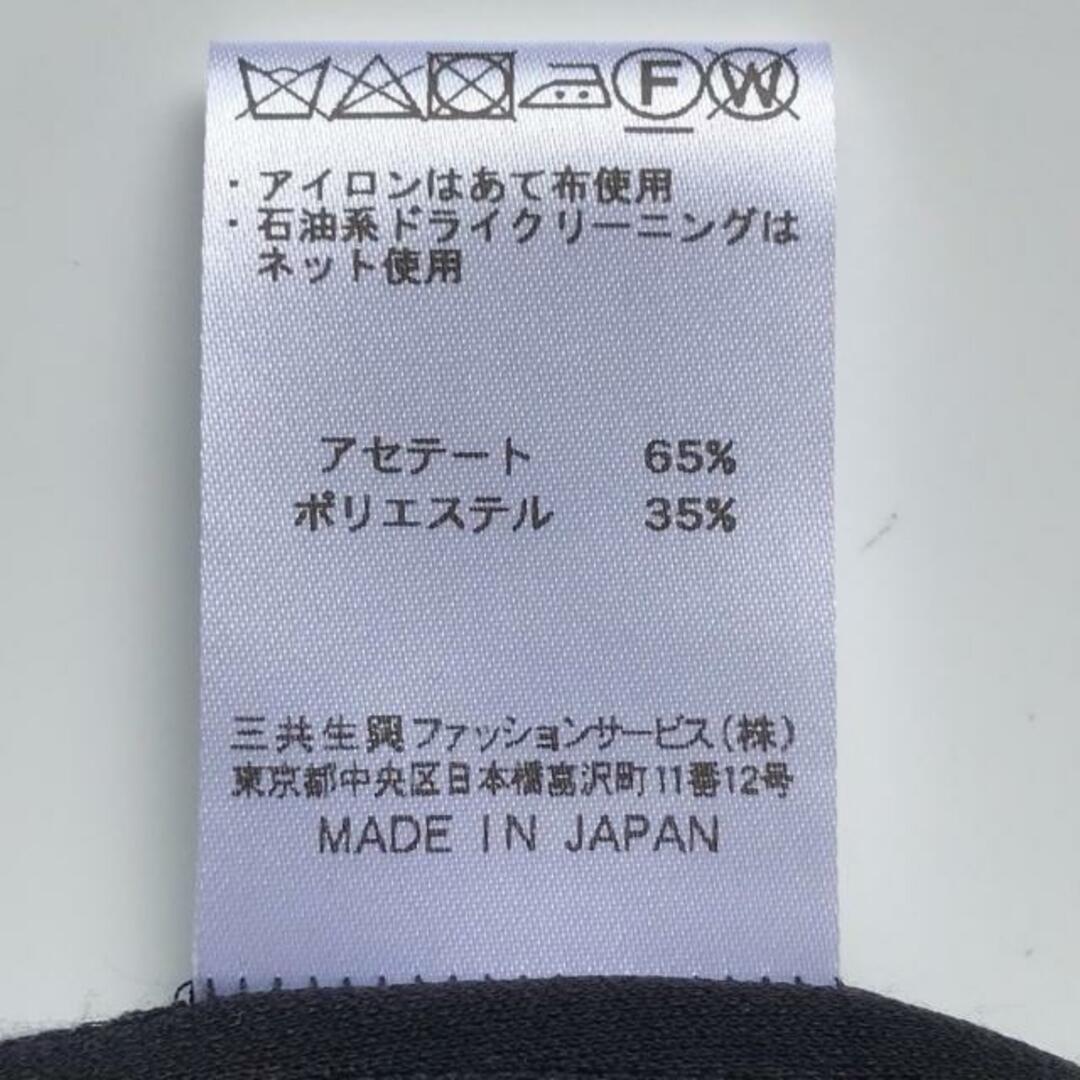 F W
・アイロンはあて布使用
・石油系ドライクリーニングは
ネット使用
アセテート 65%
ポリエステル 35%
三共生興ファッションサービス(株)
東京都中央区日本橋富沢町11番12号
MADE IN JAPAN